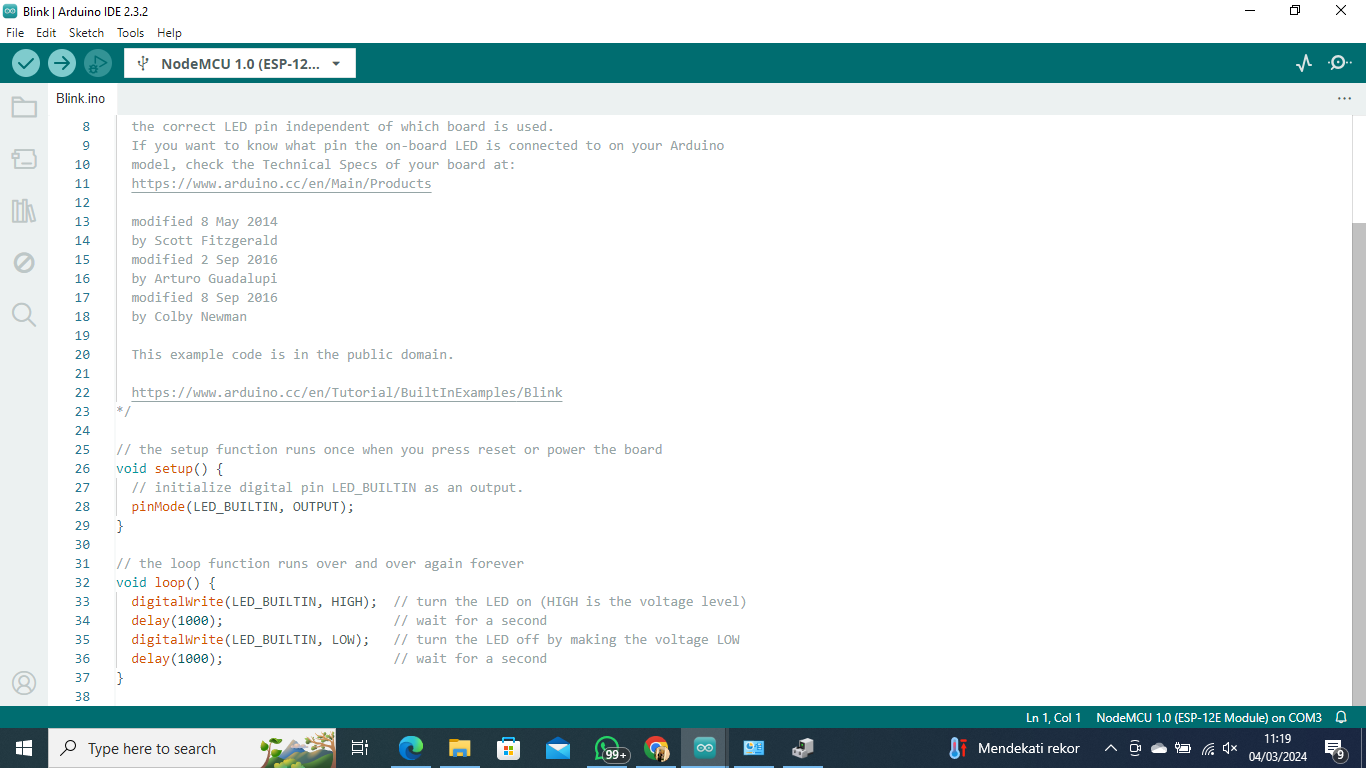 Blink | Arduino IDE 2.3.2
File Edit Sketch Tools Help
NodeMCU 1.0 (ESP-12...
Blink.ino
8 the correct LED pin independent of which board is used.
9 If you want to know what pin the on-board LED is connected to on your Arduino
10 model, check the Technical Specs of your board at:
11 https://www.arduino.cc/en/Main/Products
12
13 modified 8 May 2014
14 by Scott Fitzgerald
15 modified 2 Sep 2016
16 by Arturo Guadalupi
17 modified 8 Sep 2016
18 by Colby Newman
19
20 This example code is in the public domain.
21
22 https://www.arduino.cc/en/Tutorial/BuiltInExamples/Blink
23 */
24
25 // the setup function runs once when you press reset or power the board
26 void setup() {
27 // initialize digital pin LED_BUILTIN as an output.
28 pinMode(LED_BUILTIN, OUTPUT);
29 }
30
31 // the loop function runs over and over again forever
32 void loop() {
33 digitalWrite(LED_BUILTIN, HIGH); // turn the LED on (HIGH is the voltage level)
34 delay(1000); // wait for a second
35 digitalWrite(LED_BUILTIN, LOW); // turn the LED off by making the voltage LOW
36 delay(1000); // wait for a second
37 }
38
Ln 1, Col 1 NodeMCU 1.0 (ESP-12E Module) on COM3
Type here to search
99+
Mendekati rekor
11:19
04/03/2024
9